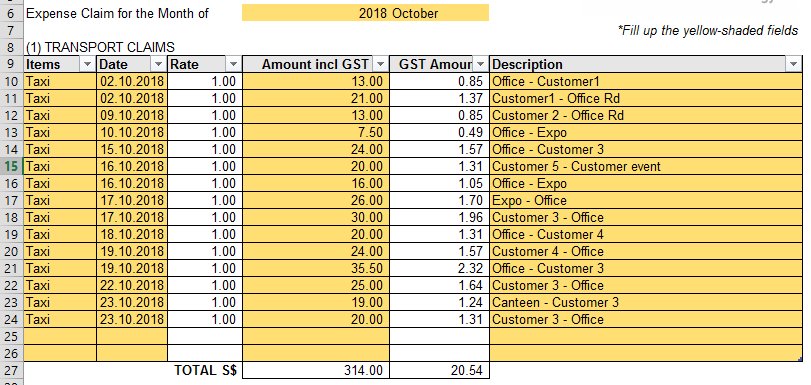 6 Expense Claim for the Month of 2018 October
7 *Fill up the yellow-shaded fields
8 (1) TRANSPORT CLAIMS
9 Items Date Rate Amount incl GST GST Amour Description
10 Taxi 02.10.2018 1.00 13.00 0.85 Office - Customer1
11 Taxi 02.10.2018 1.00 21.00 1.37 Customer1 - Office Rd
12 Taxi 09.10.2018 1.00 13.00 0.85 Customer 2 - Office Rd
13 Taxi 10.10.2018 1.00 7.50 0.49 Office - Expo
14 Taxi 15.10.2018 1.00 24.00 1.57 Office - Customer 3
15 Taxi 16.10.2018 1.00 20.00 1.31 Customer 5 - Customer event
16 Taxi 16.10.2018 1.00 16.00 1.05 Office - Expo
17 Taxi 17.10.2018 1.00 26.00 1.70 Expo - Office
18 Taxi 17.10.2018 1.00 30.00 1.96 Customer 3 - Office
19 Taxi 18.10.2018 1.00 20.00 1.31 Office - Customer 4
20 Taxi 19.10.2018 1.00 24.00 1.57 Customer 4 - Office
21 Taxi 19.10.2018 1.00 35.50 2.32 Office - Customer 3
22 Taxi 22.10.2018 1.00 25.00 1.64 Customer 3 - Office
23 Taxi 23.10.2018 1.00 19.00 1.24 Canteen - Customer 3
24 Taxi 23.10.2018 1.00 20.00 1.31 Customer 3 - Office
25
26
27 TOTAL S$ 314.00 20.54